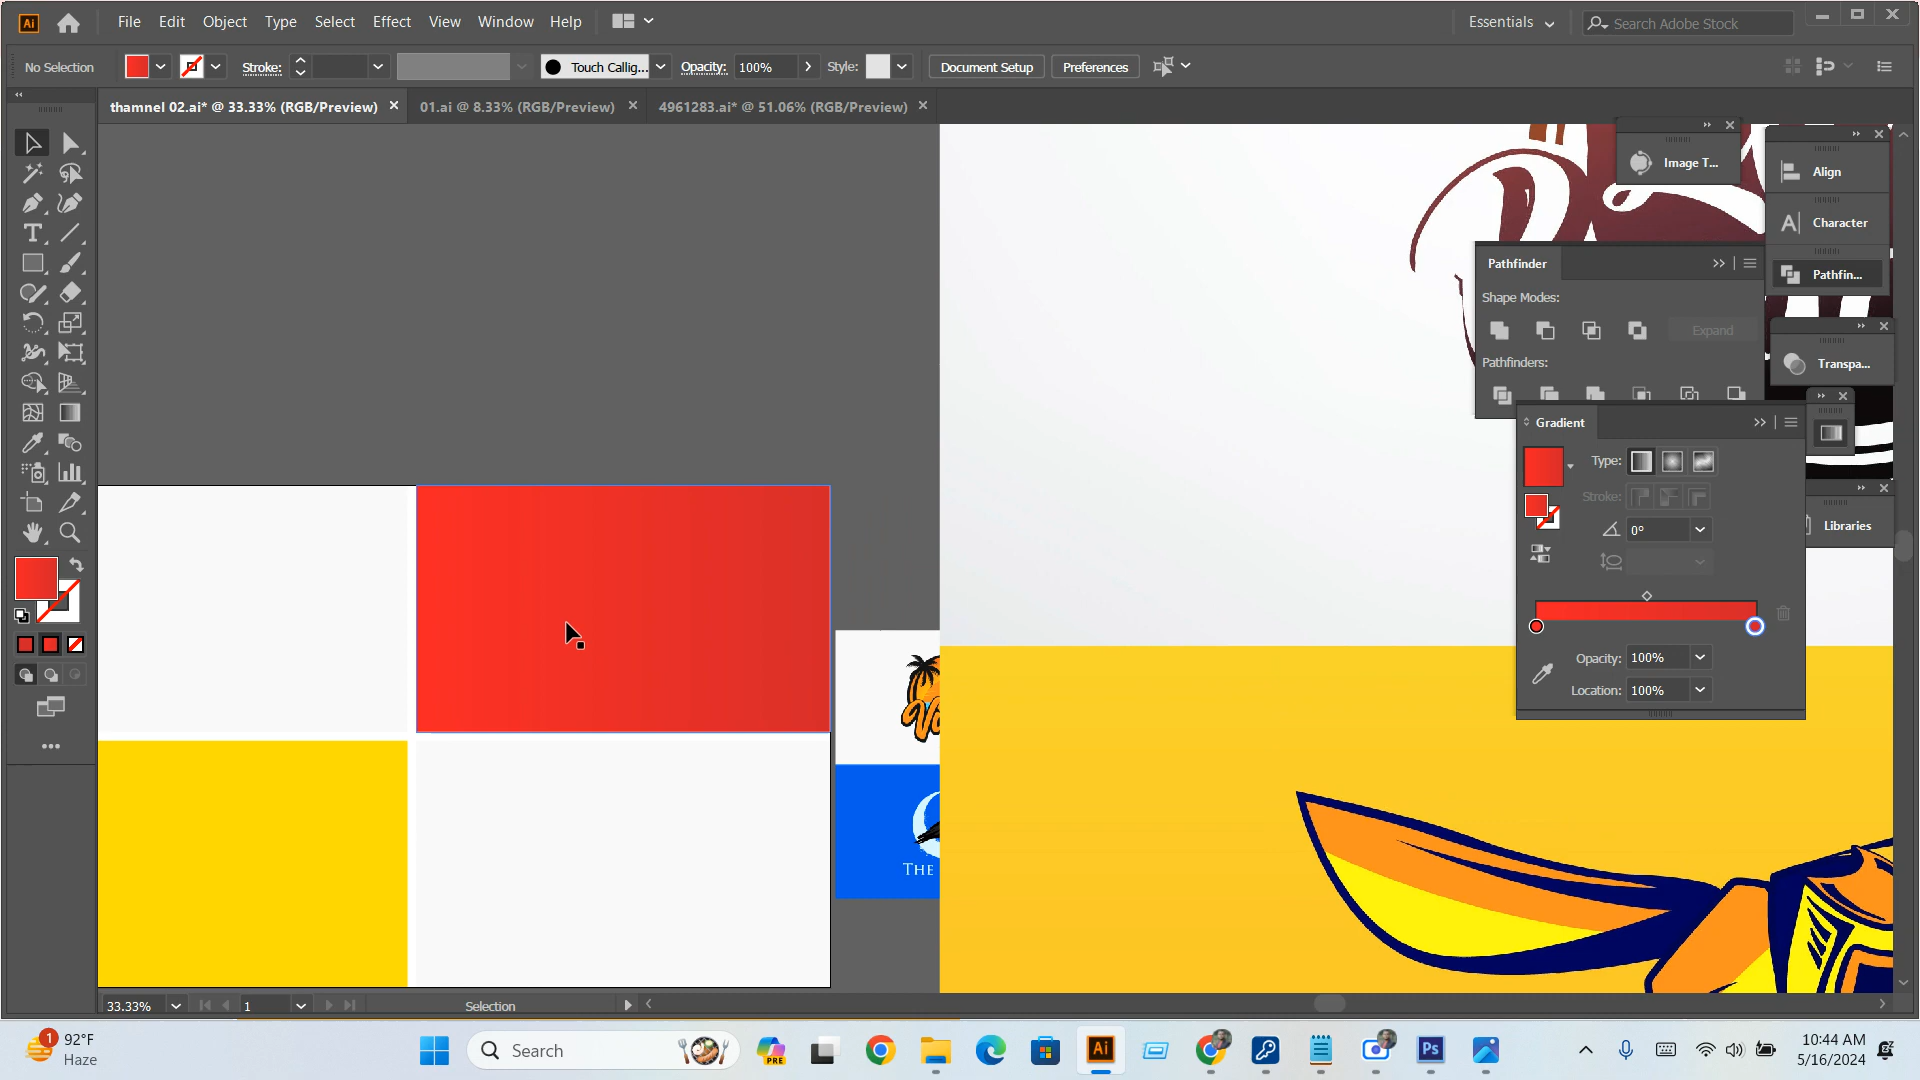 Ai File Edit Object Type Select Effect View Window Help Essentials Search Adobe Stock
No Selection Stroke: Touch Callig... Opacity: 100% Style: Document Setup Preferences
thamnel 02.ai* @ 33.33% (RGB/Preview) 01.ai @ 8.33% (RGB/Preview) 4961283.ai* @ 51.06% (RGB/Preview)
Image T...
Align
Character
Pathfinder
Pathfin...
Shape Modes:
Expand
Pathfinders:
Transpa...
Gradient
Type:
Stroke:
Libraries
0°
Opacity: 100%
Location: 100%
THE
33.33% 1 Selection
1 92°F
Haze
Search
PRE
Ai
Ps
10:44 AM
5/16/2024